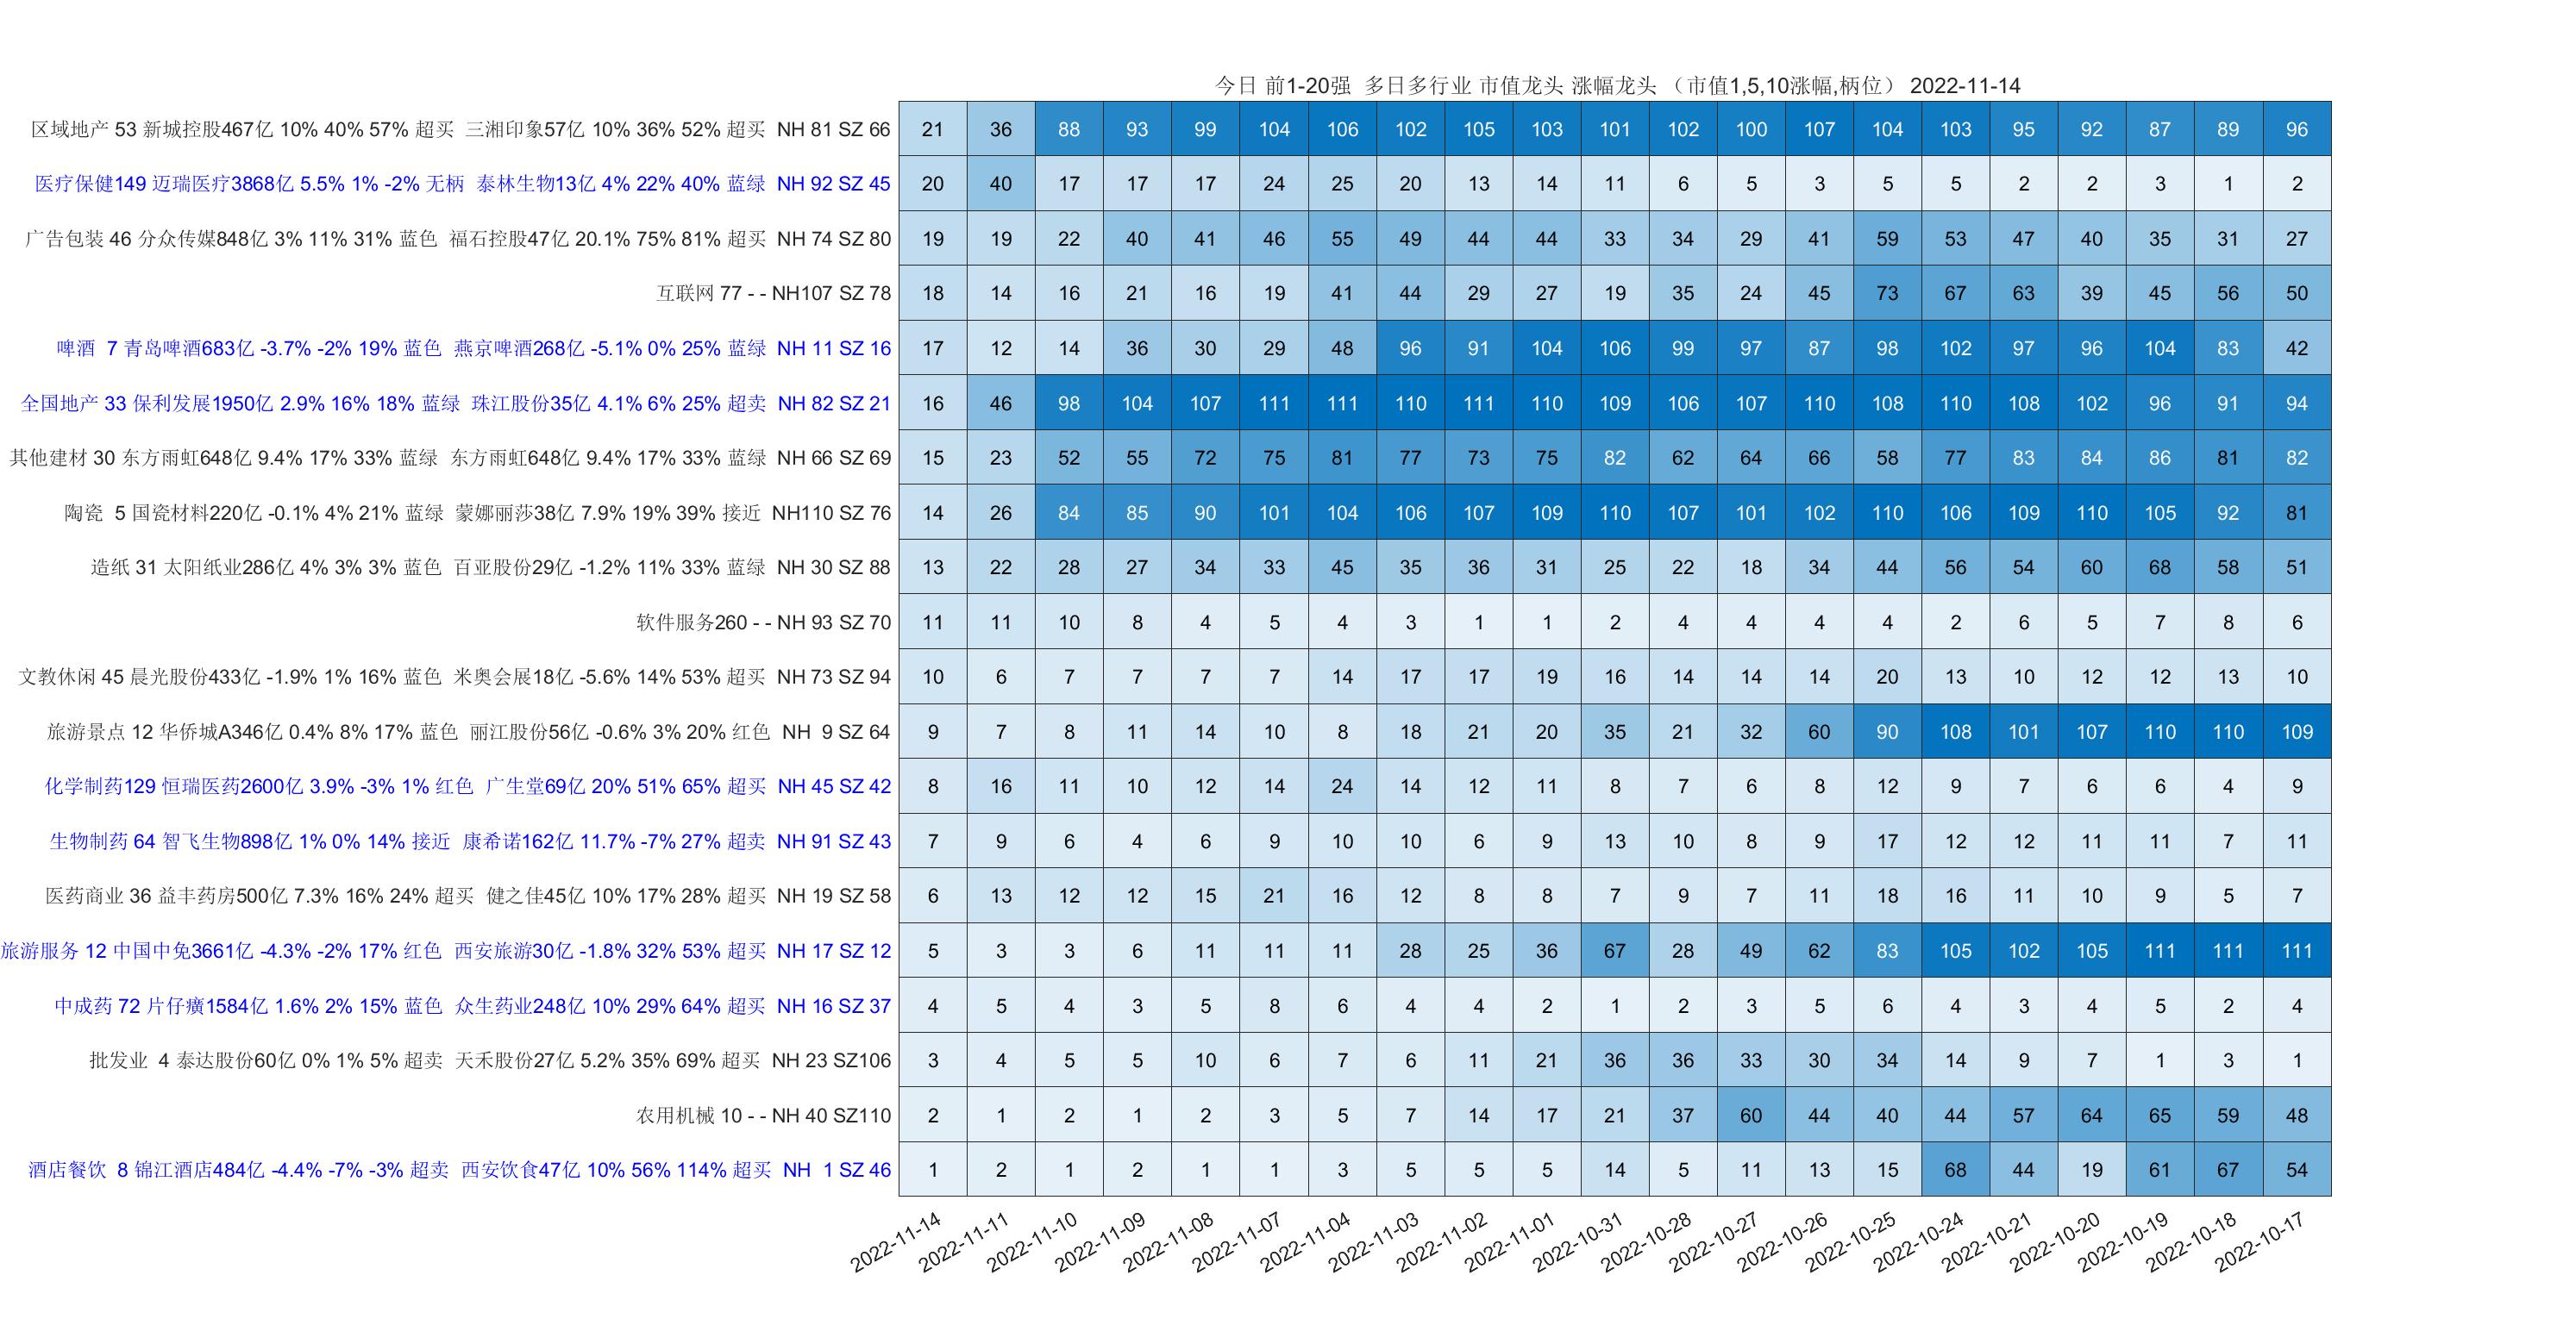 今日 前1-20强 多日多行业 市值龙头 涨幅龙头 （市值1,5,10涨幅,柄位） 2022-11-14
区域地产 53 新城控股467亿 10% 40% 57% 超买 三湘印象57亿 10% 36% 52% 超买 NH 81 SZ 66 21 36 88 93 99 104 106 102 105 103 101 102 100 107 104 103 95 92 87 89 96
医疗保健149 迈瑞医疗3868亿 5.5% 1% -2% 无柄 泰林生物13亿 4% 22% 40% 蓝绿 NH 92 SZ 45 20 40 17 17 17 24 25 20 13 14 11 6 5 3 5 5 2 2 3 1 2
广告包装 46 分众传媒848亿 3% 11% 31% 蓝色 福石控股47亿 20.1% 75% 81% 超买 NH 74 SZ 80 19 19 22 40 41 46 55 49 44 44 33 34 29 41 59 53 47 40 35 31 27
互联网 77 - - NH107 SZ 78 18 14 16 21 16 19 41 44 29 27 19 35 24 45 73 67 63 39 45 56 50
啤酒 7 青岛啤酒683亿 -3.7% -2% 19% 蓝色 燕京啤酒268亿 -5.1% 0% 25% 蓝绿 NH 11 SZ 16 17 12 14 36 30 29 48 96 91 104 106 99 97 87 98 102 97 96 104 83 42
全国地产 33 保利发展1950亿 2.9% 16% 18% 蓝绿 珠江股份35亿 4.1% 6% 25% 超卖 NH 82 SZ 21 16 46 98 104 107 111 111 110 111 110 109 106 107 110 108 110 108 102 96 91 94
其他建材 30 东方雨虹648亿 9.4% 17% 33% 蓝绿 东方雨虹648亿 9.4% 17% 33% 蓝绿 NH 66 SZ 69 15 23 52 55 72 75 81 77 73 75 82 62 64 66 58 77 83 84 86 81 82
陶瓷 5 国瓷材料220亿 -0.1% 4% 21% 蓝绿 蒙娜丽莎38亿 7.9% 19% 39% 接近 NH110 SZ 76 14 26 84 85 90 101 104 106 107 109 110 107 101 102 110 106 109 110 105 92 81
造纸 31 太阳纸业286亿 4% 3% 3% 蓝色 百亚股份29亿 -1.2% 11% 33% 蓝绿 NH 30 SZ 88 13 22 28 27 34 33 45 35 36 31 25 22 18 34 44 56 54 60 68 58 51
软件服务260 - - NH 93 SZ 70 11 11 10 8 4 5 4 3 1 1 2 4 4 4 4 2 6 5 7 8 6
文教休闲 45 晨光股份433亿 -1.9% 1% 16% 蓝色 米奥会展18亿 -5.6% 14% 53% 超买 NH 73 SZ 94 10 6 7 7 7 7 14 17 17 19 16 14 14 14 20 13 10 12 12 13 10
旅游景点 12 华侨城A346亿 0.4% 8% 17% 蓝色 丽江股份56亿 -0.6% 3% 20% 红色 NH 9 SZ 64 9 7 8 11 14 10 8 18 21 20 35 21 32 60 90 108 101 107 110 110 109
化学制药129 恒瑞医药2600亿 3.9% -3% 1% 红色 广生堂69亿 20% 51% 65% 超买 NH 45 SZ 42 8 16 11 10 12 14 24 14 12 11 8 7 6 8 12 9 7 6 6 4 9
生物制药 64 智飞生物898亿 1% 0% 14% 接近 康希诺162亿 11.7% -7% 27% 超卖 NH 91 SZ 43 7 9 6 4 6 9 10 10 6 9 13 10 8 9 17 12 12 11 11 7 11
医药商业 36 益丰药房500亿 7.3% 16% 24% 超买 健之佳45亿 10% 17% 28% 超买 NH 19 SZ 58 6 13 12 12 15 21 16 12 8 8 7 9 7 11 18 16 11 10 9 5 7
旅游服务 12 中国中免3661亿 -4.3% -2% 17% 红色 西安旅游30亿 -1.8% 32% 53% 超买 NH 17 SZ 12 5 3 3 6 11 11 11 28 25 36 67 28 49 62 83 105 102 105 111 111 111
中成药 72 片仔癀1584亿 1.6% 2% 15% 蓝色 众生药业248亿 10% 29% 64% 超买 NH 16 SZ 37 4 5 4 3 5 8 6 4 4 2 1 2 3 5 6 4 3 4 5 2 4
批发业 4 泰达股份60亿 0% 1% 5% 超卖 天禾股份27亿 5.2% 35% 69% 超买 NH 23 SZ106 3 4 5 5 10 6 7 6 11 21 36 36 33 30 34 14 9 7 1 3 1
农用机械 10 - - NH 40 SZ110 2 1 2 1 2 3 5 7 14 17 21 37 60 44 40 44 57 64 65 59 48
酒店餐饮 8 锦江酒店484亿 -4.4% -7% -3% 超卖 西安饮食47亿 10% 56% 114% 超买 NH 1 SZ 46 1 2 1 2 1 1 3 5 5 5 14 5 11 13 15 68 44 19 61 67 54
2022-11-14 2022-11-11 2022-11-10 2022-11-09 2022-11-08 2022-11-07 2022-11-04 2022-11-03 2022-11-02 2022-11-01 2022-10-31 2022-10-28 2022-10-27 2022-10-26 2022-10-25 2022-10-24 2022-10-21 2022-10-20 2022-10-19 2022-10-18 2022-10-17